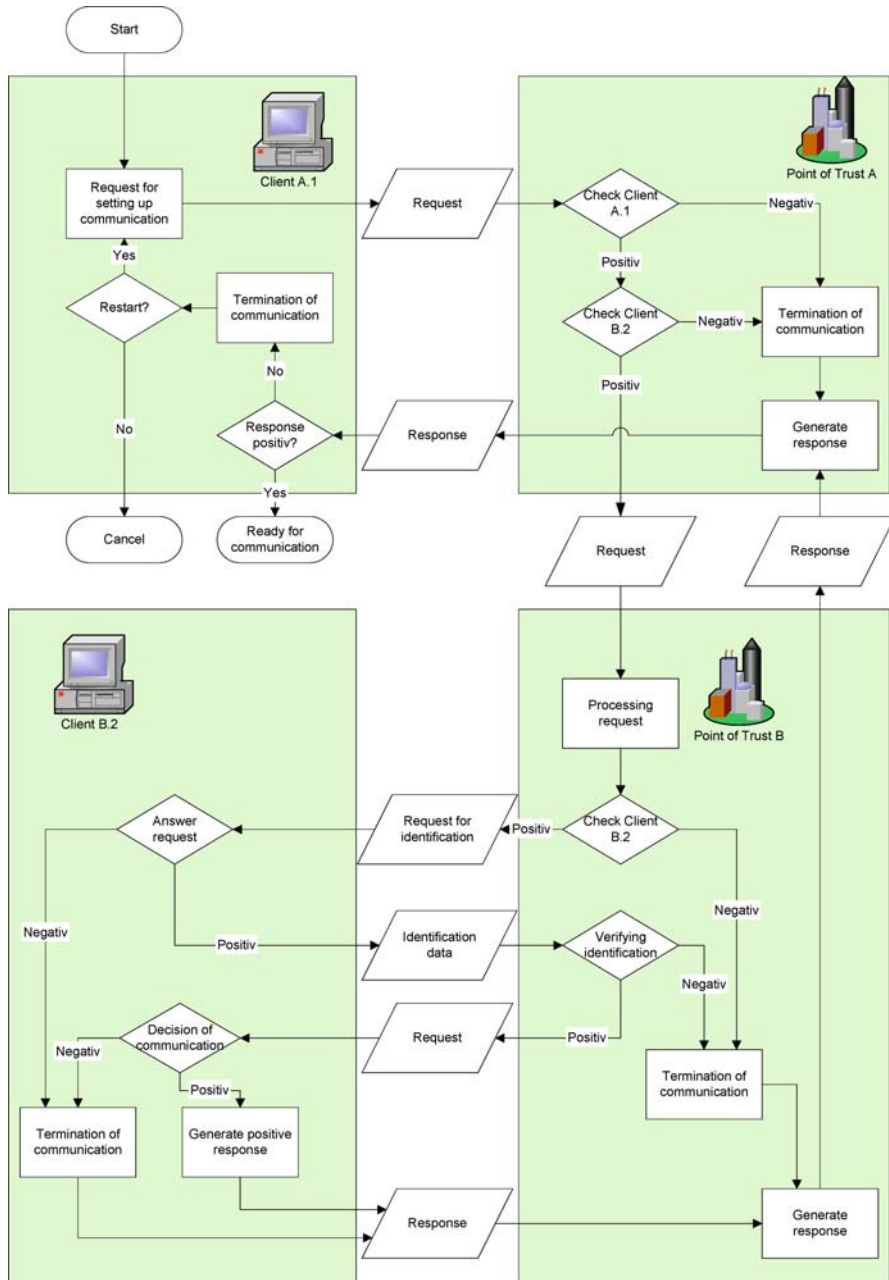 Start
Client A.1
Point of Trust A
Request for
setting up
communication
Request
Check Client
A.1
Negativ
Yes
Positiv
Restart?
Termination of
communication
Check Client
B.2
Negativ
Termination of
communication
No
Positiv
No
Response
positiv?
Response
Generate
response
Yes
Cancel
Ready for
communication
Request
Response
Client B.2
Processing
request
Point of Trust B
Answer
request
Request for
identification
Positiv
Check Client
B.2
Negativ
Negativ
Positiv
Identification
data
Verifying
identification
Negativ
Decision of
communication
Request
Positiv
Negativ
Positiv
Termination of
communication
Termination of
communication
Generate positive
response
Response
Generate
response